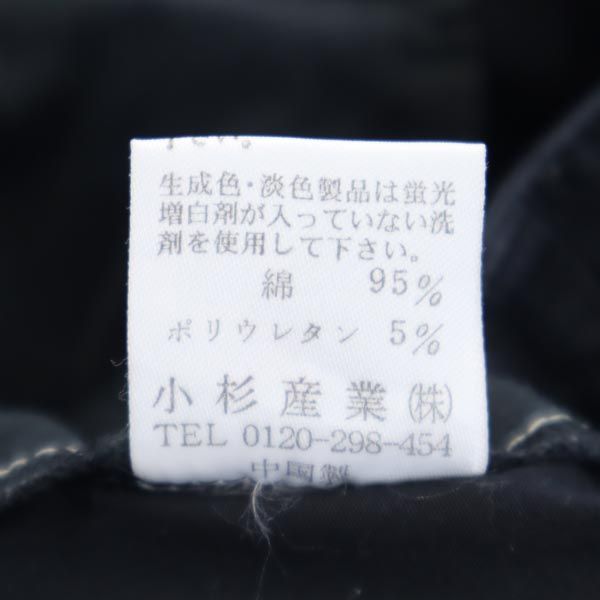 生成色・淡色製品は蛍光
増白剤が入っていない洗
剤を使用して下さい。
綿 95%
ポリウレタン 5%
小杉産業㈱
TEL 0120-298-454
中国製